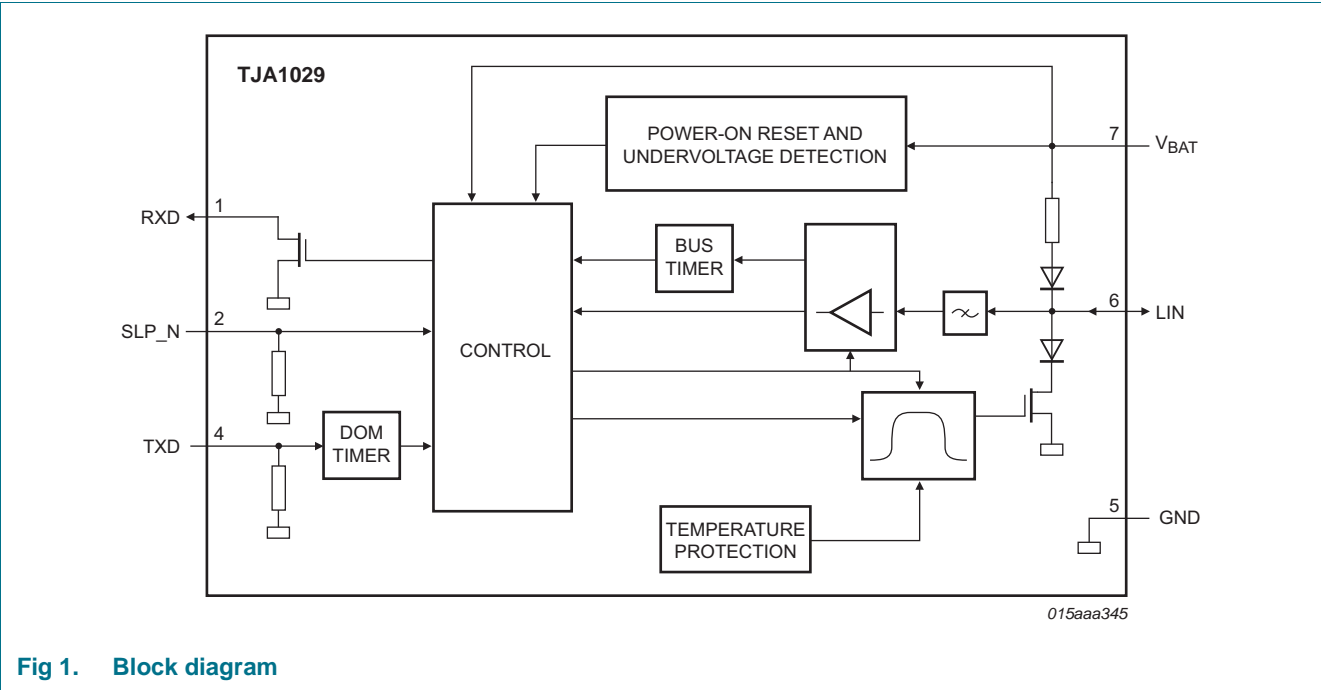 TJA1029
POWER-ON RESET AND
UNDERVOLTAGE DETECTION
7
VBAT
1
RXD
BUS
TIMER
6
LIN
2
SLP_N
CONTROL
4
TXD
DOM
TIMER
5
GND
TEMPERATURE
PROTECTION
015aaa345
Fig 1. Block diagram